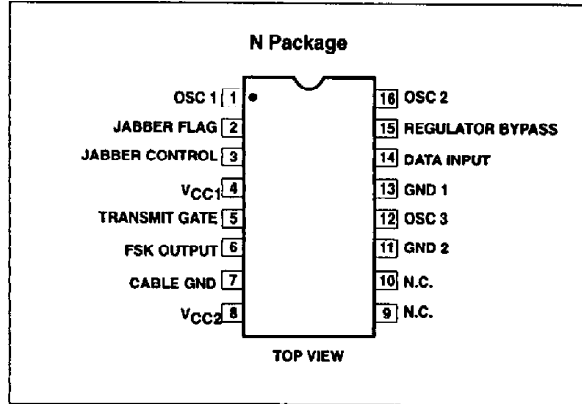 N Package
OSC 1 1 16 OSC 2
JABBER FLAG 2 15 REGULATOR BYPASS
JABBER CONTROL 3 14 DATA INPUT
VCC1 4 13 GND 1
TRANSMIT GATE 5 12 OSC 3
FSK OUTPUT 6 11 GND 2
CABLE GND 7 10 N.C.
VCC2 8 9 N.C.
TOP VIEW